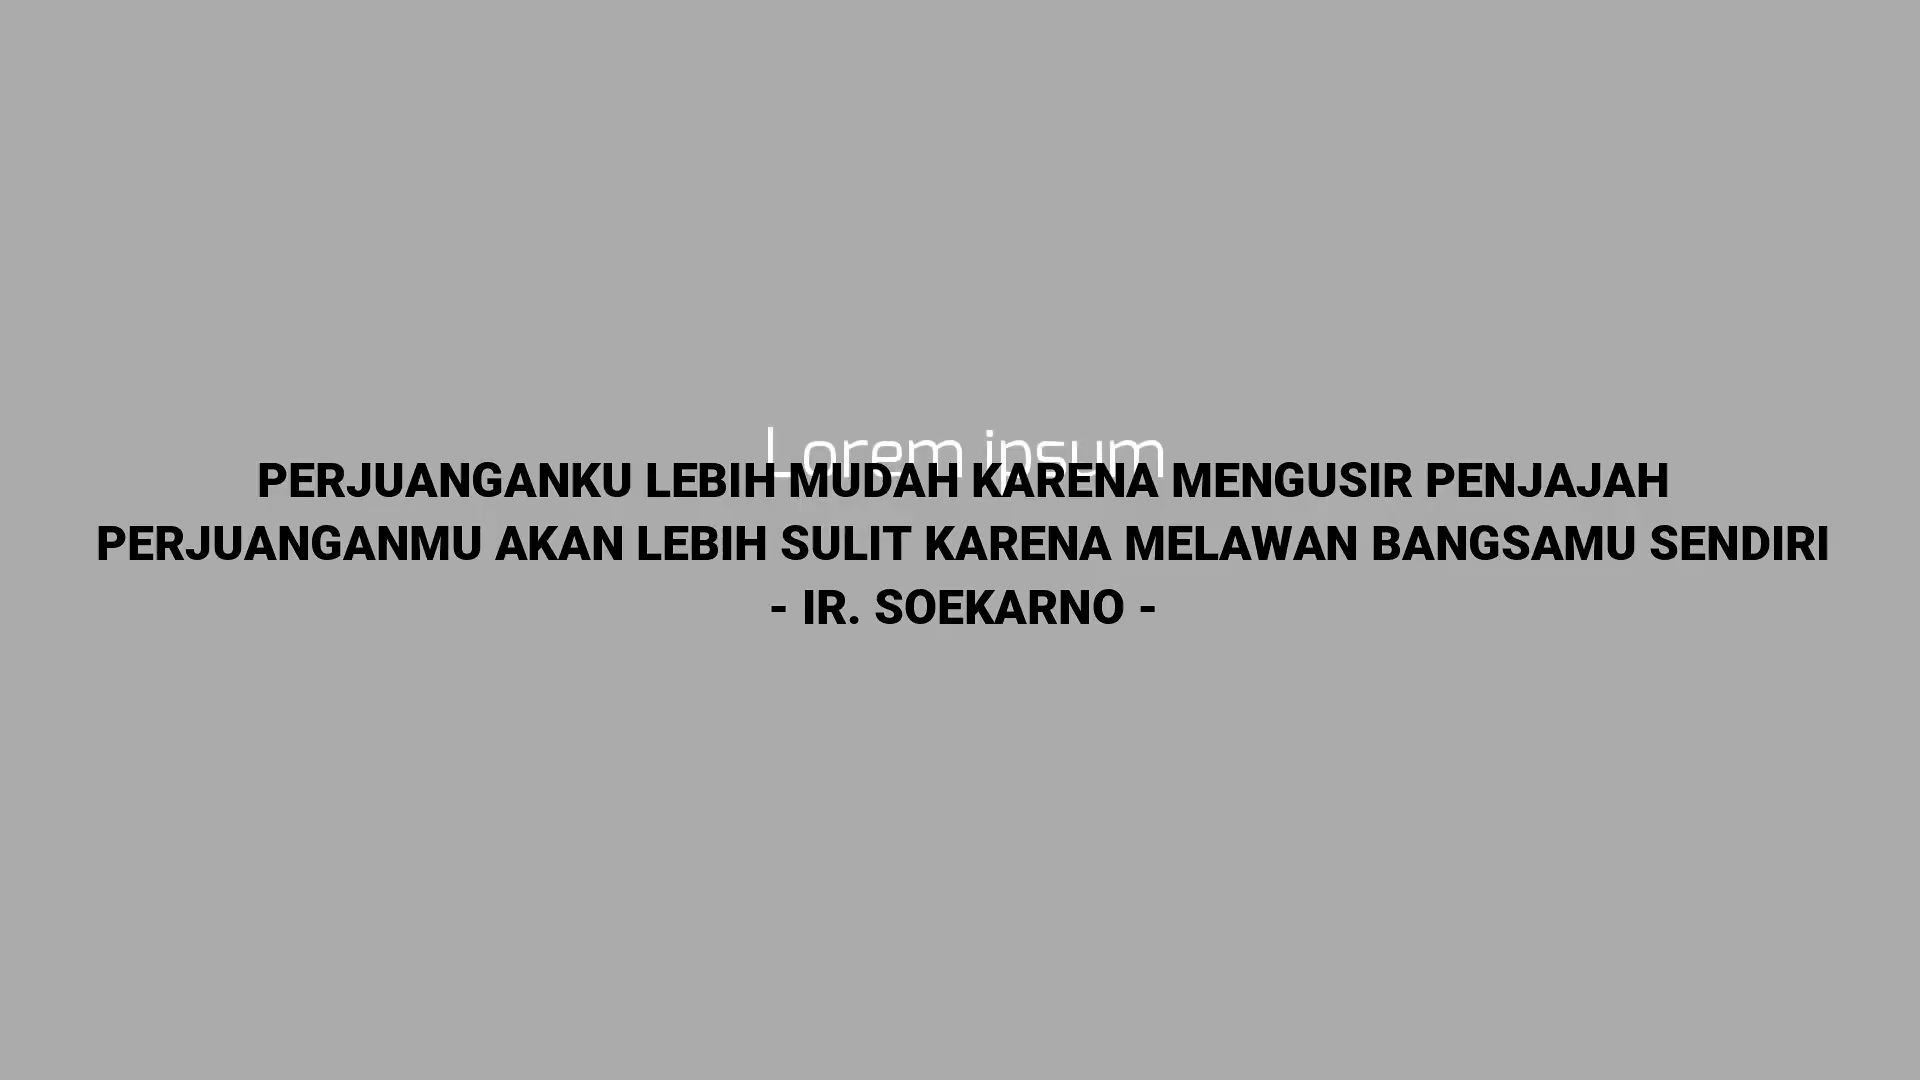 Lorem ipsum
PERJUANGANKU LEBIH MUDAH KARENA MENGUSIR PENJAJAH
PERJUANGANMU AKAN LEBIH SULIT KARENA MELAWAN BANGSAMU SENDIRI
- IR. SOEKARNO -